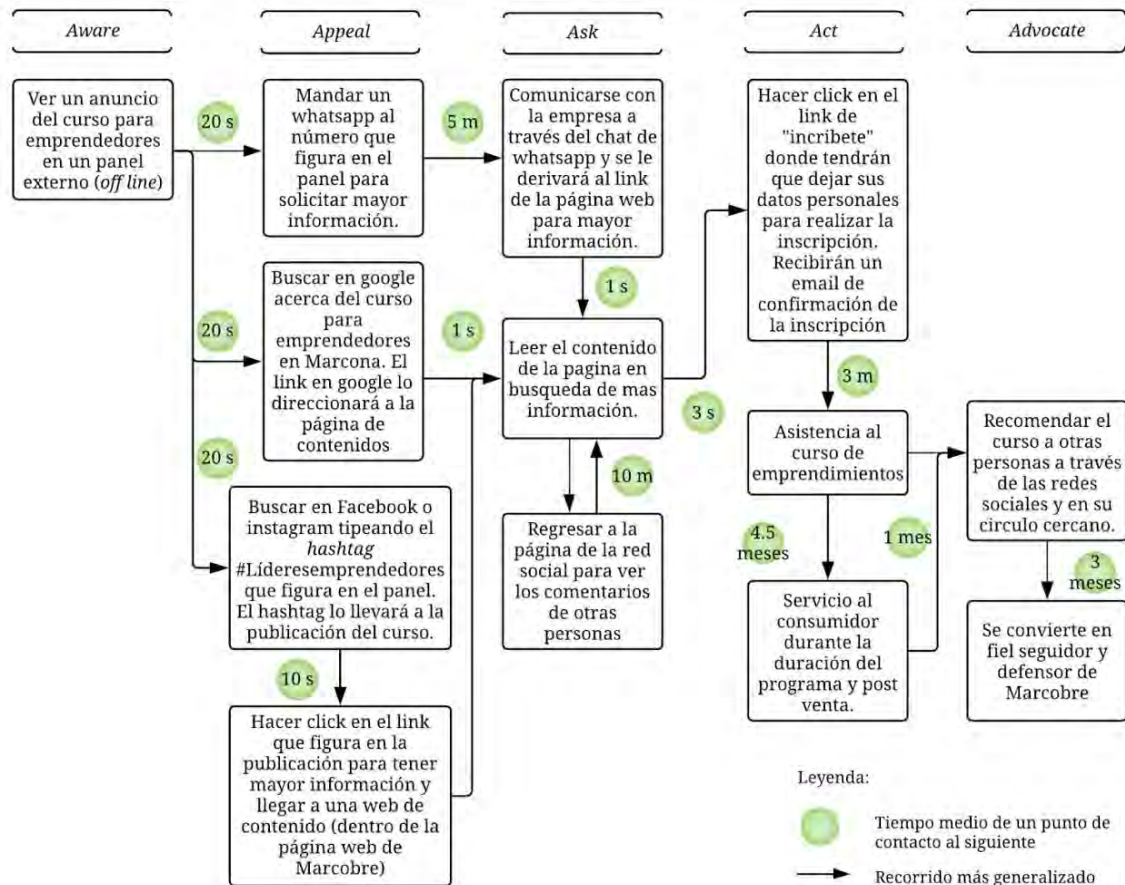 Aware
Appeal
Ask
Act
Advocate
Ver un anuncio
del curso para
emprendedores
en un panel
externo (off line)
20 s
20 s
20 s
Mandar un
whatsapp al
número que
figura en el
panel para
solicitar mayor
información.
5 m
Buscar en google
acerca del curso
para
emprendedores
en Marcona. El
link en google lo
direccionará a la
página de
contenidos
1 s
Buscar en Facebook o
instagram tipeando el
hashtag
#Líderesemprendedores
que figura en el panel.
El hashtag lo llevará a la
publicación del curso.
10 s
Hacer click en el link
que figura en la
publicación para tener
mayor información y
llegar a una web de
contenido (dentro de la
página web de
Marcobre)
Comunicarse con
la empresa a
través del chat de
whatsapp y se le
derivará al link
de la página web
para mayor
información.
1 s
Leer el contenido
de la pagina en
busqueda de mas
información.
3 s
10 m
Regresar a la
página de la red
social para ver
los comentarios
de otras
personas
Hacer click en el
link de
"incríbete"
donde tendrán
que dejar sus
datos personales
para realizar la
inscripción.
Recibirán un
email de
confirmación de
la inscripción
3 m
Asistencia al
curso de
emprendimientos
4.5
meses
1 mes
Servicio al
consumidor
durante la
duración del
programa y post
venta.
Recomendar el
curso a otras
personas a través
de las redes
sociales y en su
circulo cercano.
3
meses
Se convierte en
fiel seguidor y
defensor de
Marcobre
Leyenda:
Tiempo medio de un punto de
contacto al siguiente
Recorrido más generalizado